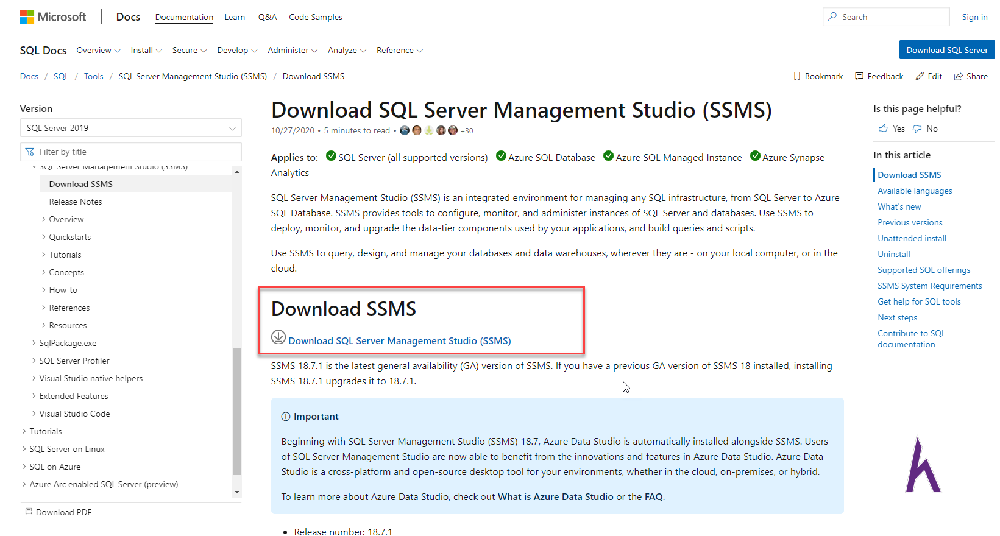 Microsoft Docs Documentation Learn Q&A Code Samples Search Sign in
SQL Docs Overview Install Secure Develop Administer Analyze Reference Download SQL Server
Docs / SQL / Tools / SQL Server Management Studio (SSMS) / Download SSMS Bookmark Feedback Edit Share
Version
SQL Server 2019
Filter by title
SQL Server Management Studio (SSMS)
Download SSMS
Release Notes
Overview
Quickstarts
Tutorials
Concepts
How-to
References
Resources
SqlPackage.exe
SQL Server Profiler
Visual Studio native helpers
Extended Features
Visual Studio Code
Tutorials
SQL Server on Linux
SQL on Azure
Azure Arc enabled SQL Server (preview)
Download PDF
Download SQL Server Management Studio (SSMS)
10/27/2020 • 5 minutes to read • +30
Applies to: SQL Server (all supported versions) Azure SQL Database Azure SQL Managed Instance Azure Synapse
Analytics
SQL Server Management Studio (SSMS) is an integrated environment for managing any SQL infrastructure, from SQL Server to Azure
SQL Database. SSMS provides tools to configure, monitor, and administer instances of SQL Server and databases. Use SSMS to
deploy, monitor, and upgrade the data-tier components used by your applications, and build queries and scripts.
Use SSMS to query, design, and manage your databases and data warehouses, wherever they are - on your local computer, or in the
cloud.
Download SSMS
Download SQL Server Management Studio (SSMS)
SSMS 18.7.1 is the latest general availability (GA) version of SSMS. If you have a previous GA version of SSMS 18 installed, installing
SSMS 18.7.1 upgrades it to 18.7.1.
Important
Beginning with SQL Server Management Studio (SSMS) 18.7, Azure Data Studio is automatically installed alongside SSMS. Users
of SQL Server Management Studio are now able to benefit from the innovations and features in Azure Data Studio. Azure Data
Studio is a cross-platform and open-source desktop tool for your environments, whether in the cloud, on-premises, or hybrid.
To learn more about Azure Data Studio, check out What is Azure Data Studio or the FAQ.
• Release number: 18.7.1
Is this page helpful?
Yes No
In this article
Download SSMS
Available languages
What's new
Previous versions
Unattended install
Uninstall
Supported SQL offerings
SSMS System Requirements
Get help for SQL tools
Next steps
Contribute to SQL
documentation